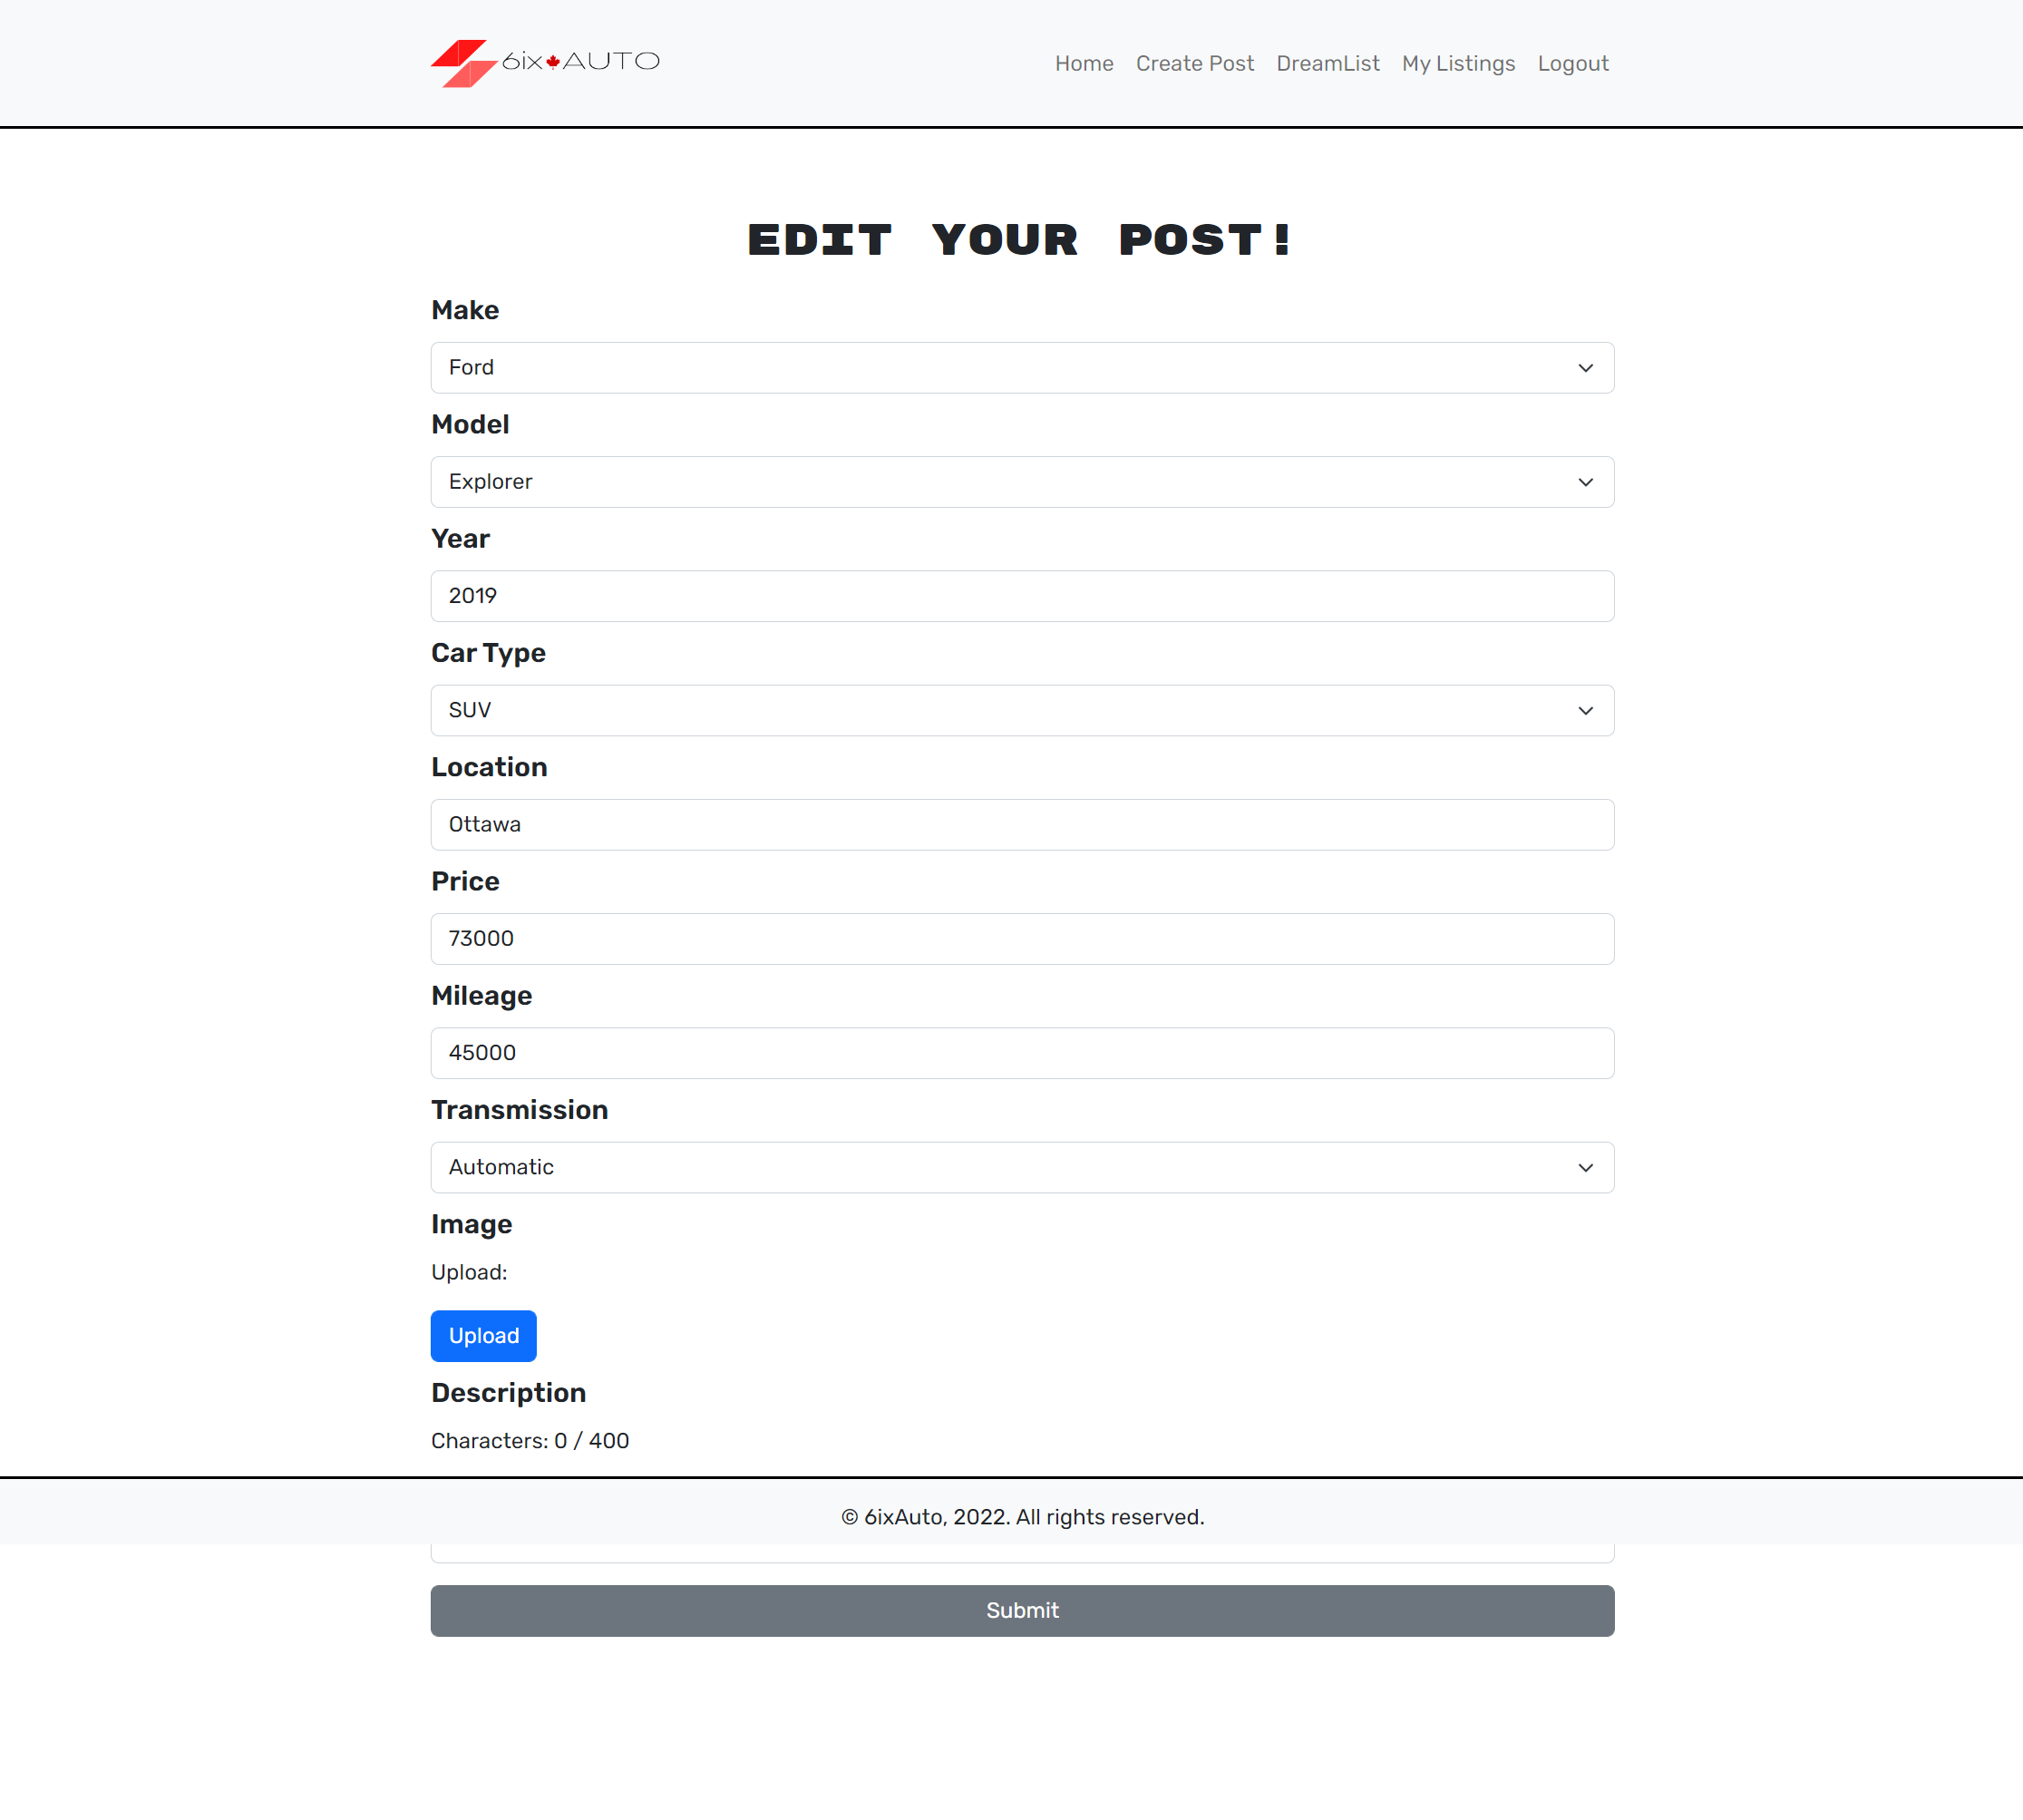 6ix AUTO
Home Create Post DreamList My Listings Logout
EDIT YOUR POST!
Make
Ford
Model
Explorer
Year
2019
Car Type
SUV
Location
Ottawa
Price
73000
Mileage
45000
Transmission
Automatic
Image
Upload:
Upload
Description
Characters: 0 / 400
© 6ixAuto, 2022. All rights reserved.
Submit